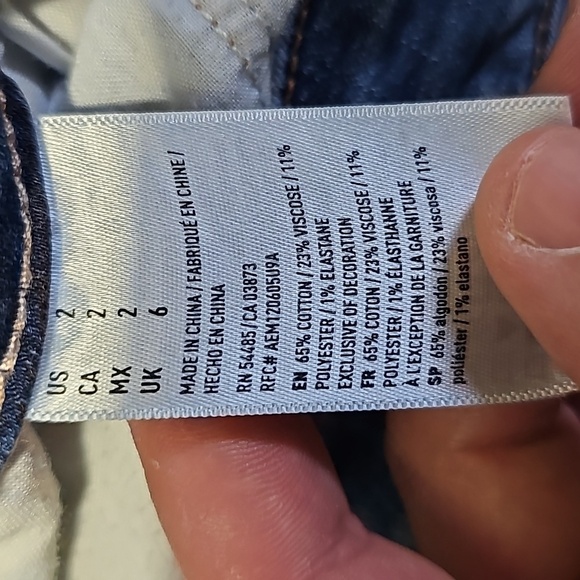 US 2
CA 2
MX 2
UK 6
MADE IN CHINA / FABRIQUÉ EN CHINE /
HECHO EN CHINA
RN 54485 / CA 03873
RFC# AEM120605U9A
EN 65% COTTON / 23% VISCOSE / 11%
POLYESTER / 1% ELASTANE
EXCLUSIVE OF DECORATION
FR 65% COTON / 23% VISCOSE / 11%
POLYESTER / 1% ÉLASTHANNE
À L'EXCEPTION DE LA GARNITURE
SP 65% algodón / 23% viscosa / 11%
poliester / 1% elastano